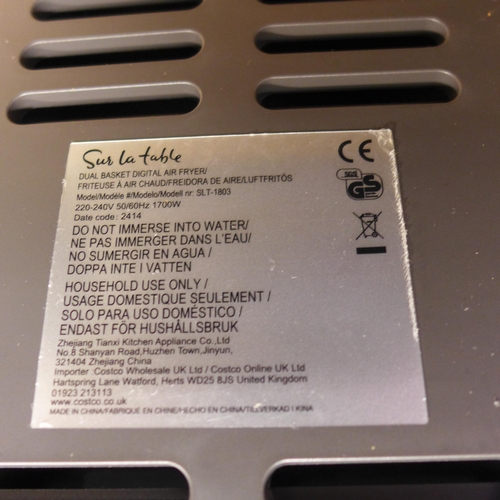 Sur la table
DUAL BASKET DIGITAL AIR FRYER/
FRITEUSE À AIR CHAUD/FREIDORA DE AIRE/LUFTFRITÖS
Model/Modèle #/Modelo/Modell nr: SLT-1803
220-240V 50/60Hz 1700W
Date code: 2414
DO NOT IMMERSE INTO WATER/
NE PAS IMMERGER DANS L'EAU/
NO SUMERGIR EN AGUA /
DOPPA INTE I VATTEN
HOUSEHOLD USE ONLY /
USAGE DOMESTIQUE SEULEMENT /
SOLO PARA USO DOMÉSTICO /
ENDAST FÖR HUSHÅLLSBRUK
Zhejiang Tianxi Kitchen Appliance Co.,Ltd
No.8 Shanyan Road,Huzhen Town,Jinyun,
321404 Zhejiang China
Importer :Costco Wholesale UK Ltd / Costco Online UK Ltd
Hartspring Lane Watford, Herts WD25 8JS United Kingdom
01923 213113
www.costco.co.uk
MADE IN CHINA/FABRIQUÉ EN CHINE/HECHO EN CHINA/TILLVERKAD I KINA
CE
SGS
GS